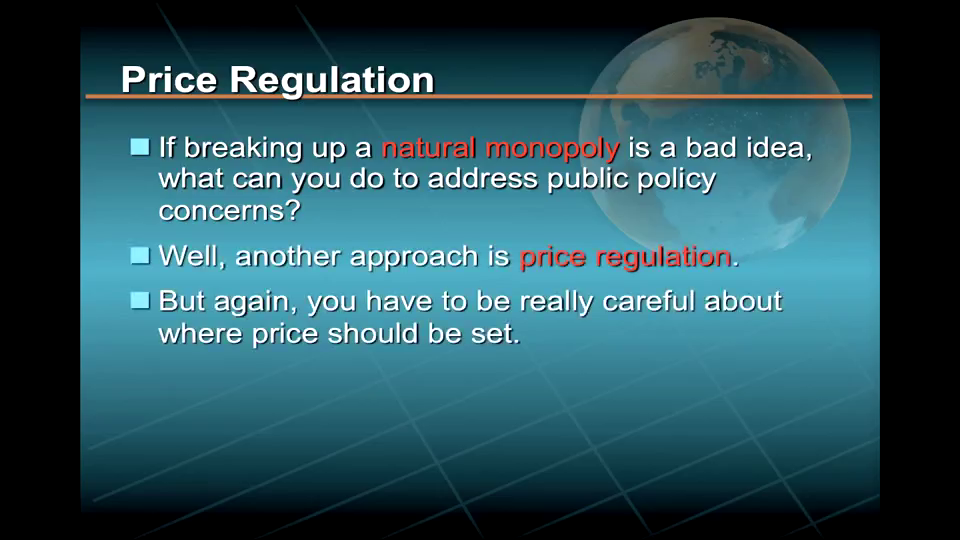 Price Regulation
If breaking up a natural monopoly is a bad idea,
what can you do to address public policy
concerns?
Well, another approach is price regulation.
But again, you have to be really careful about
where price should be set.